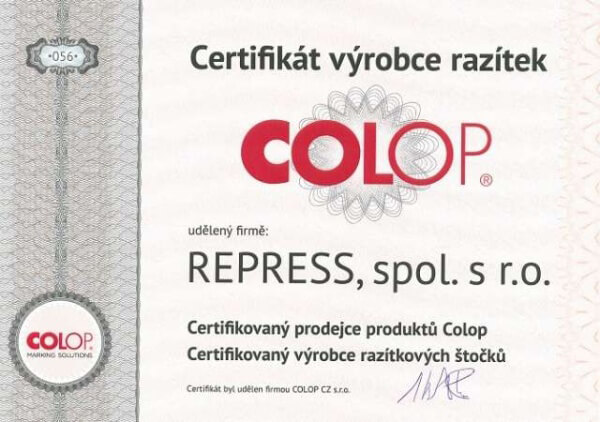 ·056·
Certifikát výrobce razítek
COLOP®
udělený firmě:
REPRESS, spol. s r.o.
Certifikovaný prodejce produktů Colop
Certifikovaný výrobce razítkových štočků
Certifikát byl udělen firmou COLOP CZ s.r.o.
COLOP
MARKING SOLUTIONS